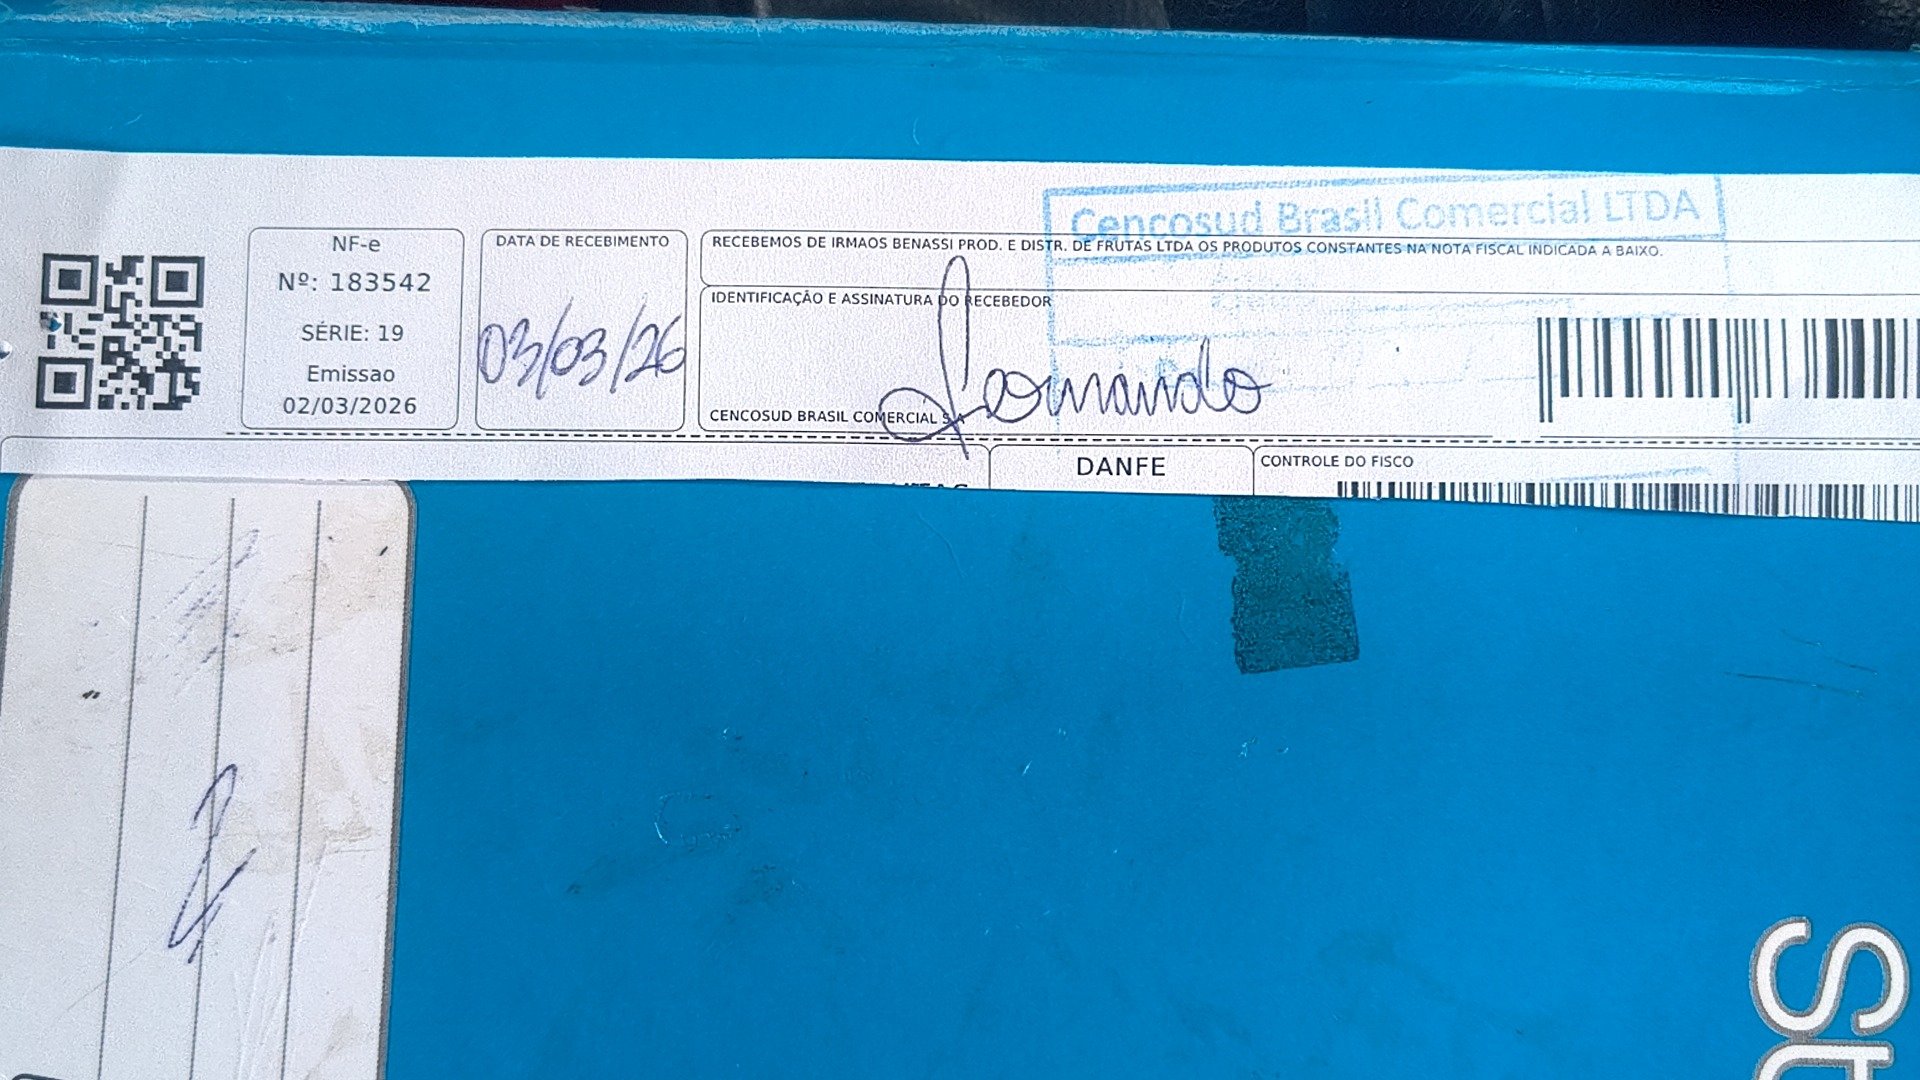 Cencosud Brasil Comercial LTDA
NF-e
Nº: 183542
SÉRIE: 19
Emissao
02/03/2026
DATA DE RECEBIMENTO
03/03/26
RECEBEMOS DE IRMAOS BENASSI PROD. E DISTR. DE FRUTAS LTDA OS PRODUTOS CONSTANTES NA NOTA FISCAL INDICADA A BAIXO.
IDENTIFICAÇÃO E ASSINATURA DO RECEBEDOR
Fernando
CENCOSUD BRASIL COMERCIAL S A
DANFE
CONTROLE DO FISCO